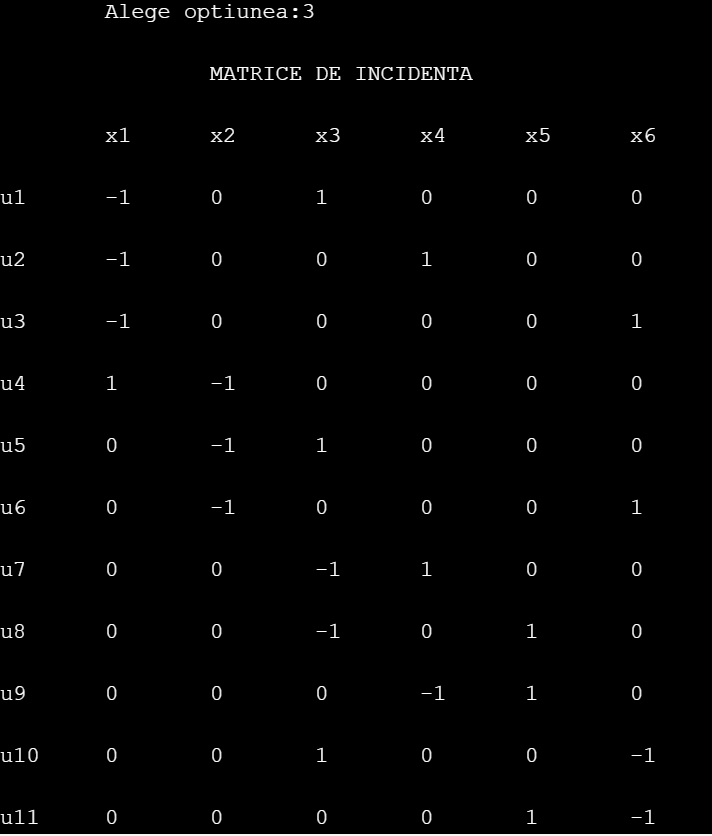 Alege optiunea:3
MATRICE DE INCIDENTA
x1 x2 x3 x4 x5 x6
u1 -1 0 1 0 0 0
u2 -1 0 0 1 0 0
u3 -1 0 0 0 0 1
u4 1 -1 0 0 0 0
u5 0 -1 1 0 0 0
u6 0 -1 0 0 0 1
u7 0 0 -1 1 0 0
u8 0 0 -1 0 1 0
u9 0 0 0 -1 1 0
u10 0 0 1 0 0 -1
u11 0 0 0 0 1 -1